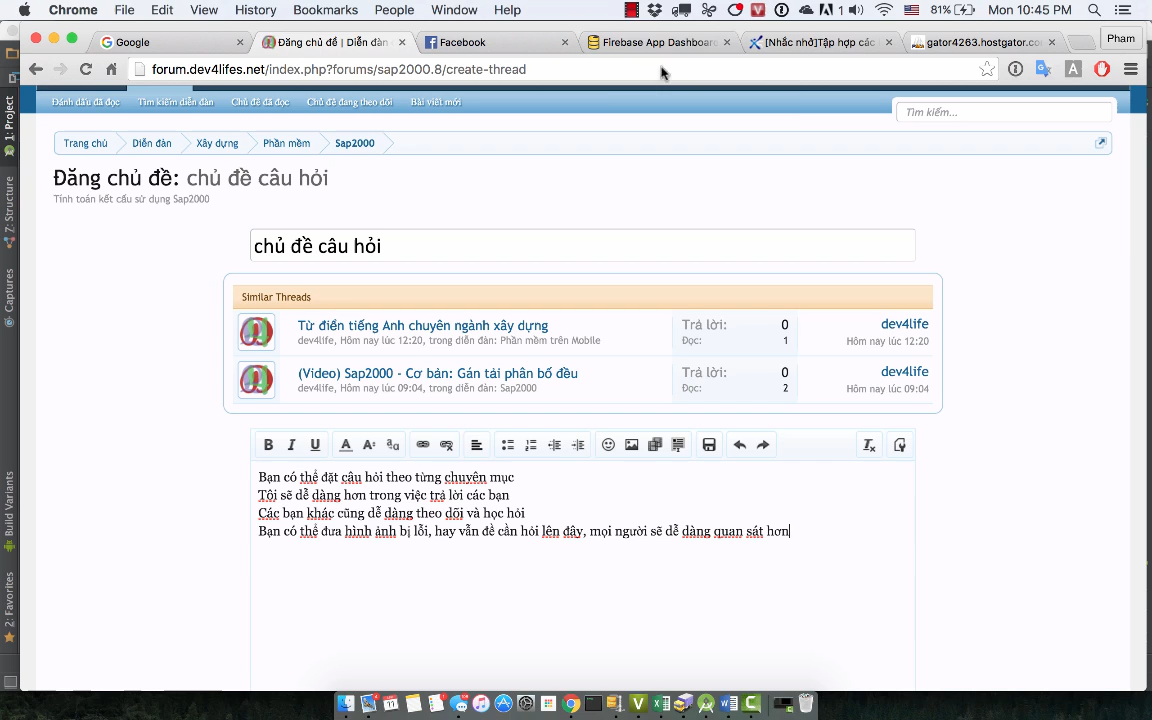 Chrome File Edit View History Bookmarks People Window Help 1 81% Mon 10:45 PM
Google Đăng chủ đề | Diễn đàn Facebook Firebase App Dashboar [Nhắc nhở]Tập hợp các gator4263.hostgator.co Pham
forum.dev4lifes.net/index.php?forums/sap2000.8/create-thread
Đánh dấu đã đọc Tìm kiếm diễn đàn Chủ đề đã đọc Chủ đề đang theo dõi Bài viết mới Tìm kiếm...
Trang chủ Diễn đàn Xây dựng Phần mềm Sap2000
Đăng chủ đề: chủ đề câu hỏi
Tính toán kết cấu sử dụng Sap2000
chủ đề câu hỏi
Similar Threads
Từ điển tiếng Anh chuyên ngành xây dựng Trả lời: 0 dev4life
dev4life, Hôm nay lúc 12:20, trong diễn đàn: Phần mềm trên Mobile Đọc: 1 Hôm nay lúc 12:20
(Video) Sap2000 - Cơ bản: Gán tải phân bố đều Trả lời: 0 dev4life
dev4life, Hôm nay lúc 09:04, trong diễn đàn: Sap2000 Đọc: 2 Hôm nay lúc 09:04
Bạn có thể đặt câu hỏi theo từng chuyên mục
Tôi sẽ dễ dàng hơn trong việc trả lời các bạn
Các bạn khác cũng dễ dàng theo dõi và học hỏi
Bạn có thể đưa hình ảnh bị lỗi, hay vấn đề cần hỏi lên đây, mọi người sẽ dễ dàng quan sát hơn
1: Project
Z: Structure
Captures
Build Variants
2: Favorites